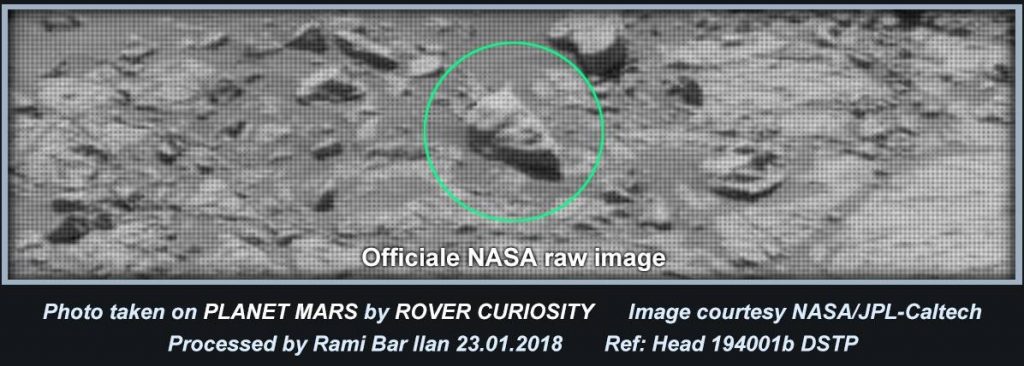 Officiale NASA raw image
Photo taken on PLANET MARS by ROVER CURIOSITY Image courtesy NASA/JPL-Caltech
Processed by Rami Bar Ilan 23.01.2018 Ref: Head 194001b DSTP